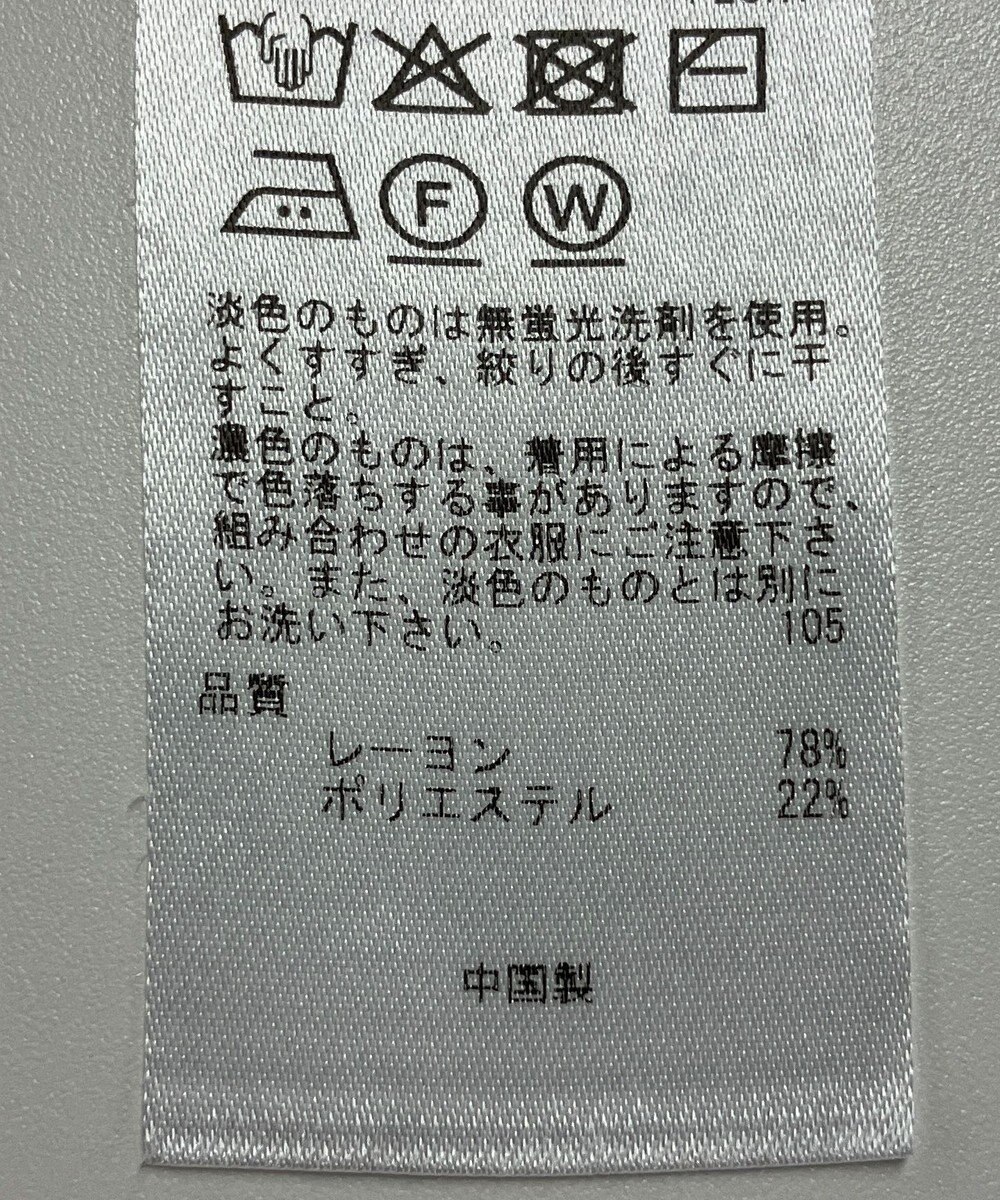 F W
淡色のものは無蛍光洗剤を使用。
よくすすぎ、絞りの後すぐに干
すこと。
濃色のものは、着用による摩擦
で色落ちする事がありますので、
組み合わせの衣服にご注意下さ
い。また、淡色のものとは別に
お洗い下さい。 105
品質
レーヨン 78%
ポリエステル 22%
中国製